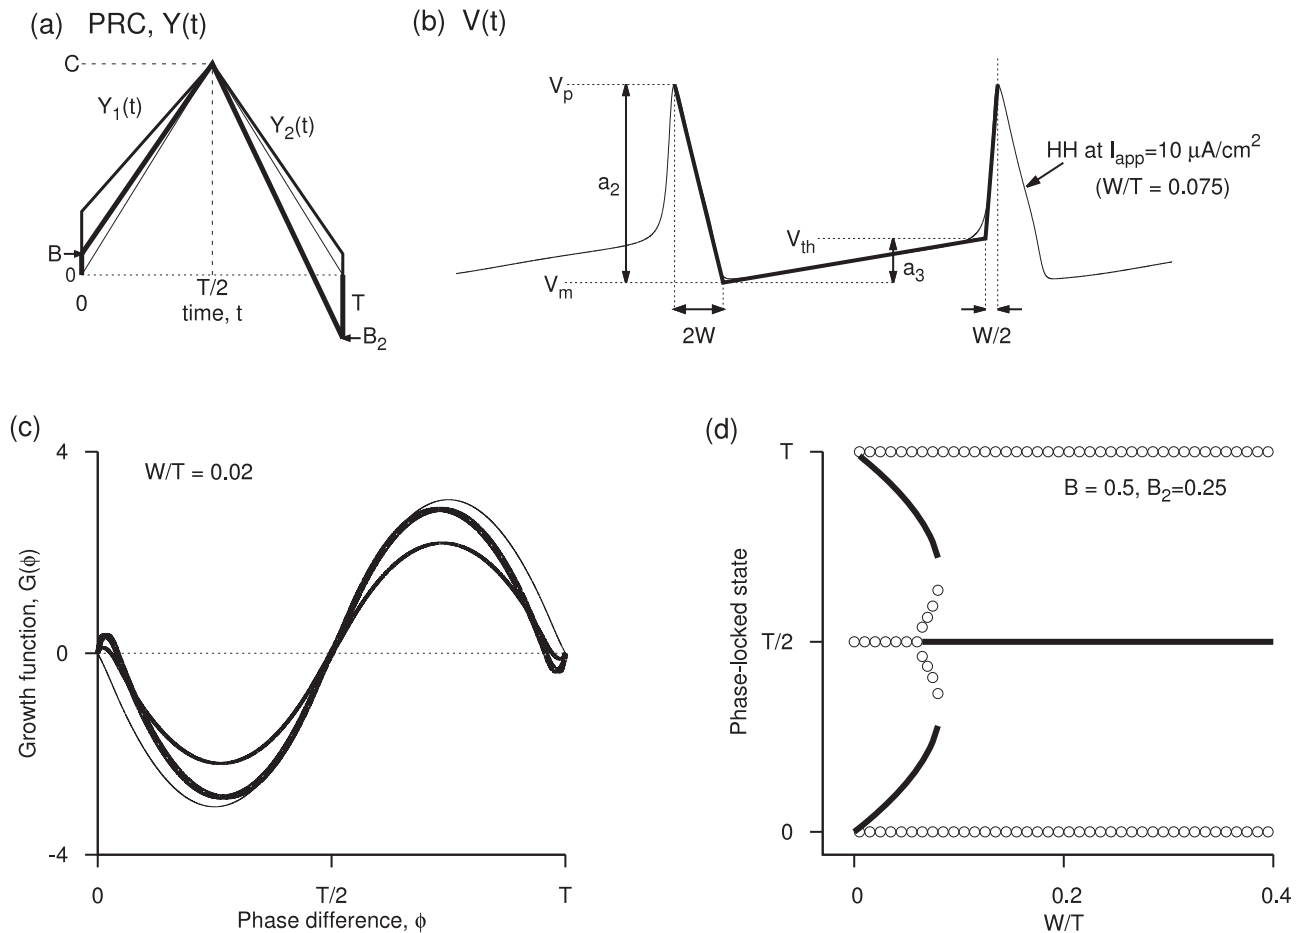 (a) PRC, Y(t)
C
Y1(t)
Y2(t)
B
0
0
T/2
T
time, t
B2
(b) V(t)
Vp
a2
Vm
Vth
a3
2W
W/2
HH at Iapp=10 μA/cm2
(W/T = 0.075)
(c)
4
W/T = 0.02
Growth function, G(ϕ)
0
-4
0
T/2
T
Phase difference, ϕ
(d)
T
B = 0.5, B2=0.25
Phase-locked state
T/2
0
0
0.2
0.4
W/T